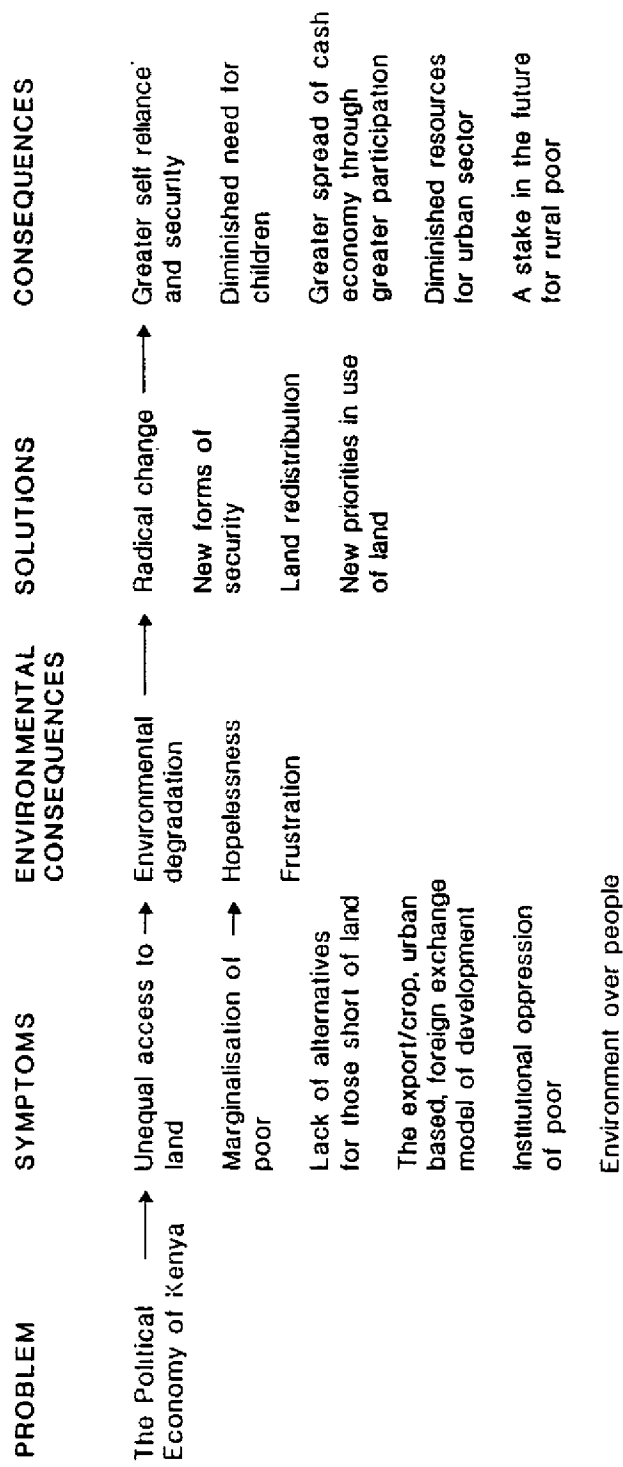 PROBLEM
The Political
Economy of Kenya
SYMPTOMS
Unequal access to
land
Marginalisation of
poor
Lack of alternatives
for those short of land
The export/crop, urban
based, foreign exchange
model of development
Institutional oppression
of poor
Environment over people
ENVIRONMENTAL
CONSEQUENCES
Environmental
degradation
Hopelessness
Frustration
SOLUTIONS
Radical change
New forms of
security
Land redistribution
New priorities in use
of land
CONSEQUENCES
Greater self reliance
and security
Diminished need for
children
Greater spread of cash
economy through
greater participation
Diminished resources
for urban sector
A stake in the future
for rural poor